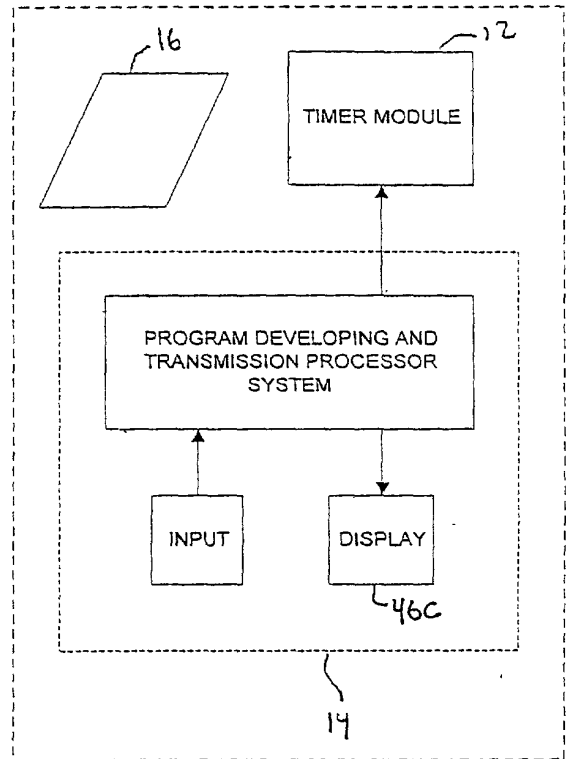 16
12
TIMER MODULE
PROGRAM DEVELOPING AND
TRANSMISSION PROCESSOR
SYSTEM
INPUT
DISPLAY
46C
14